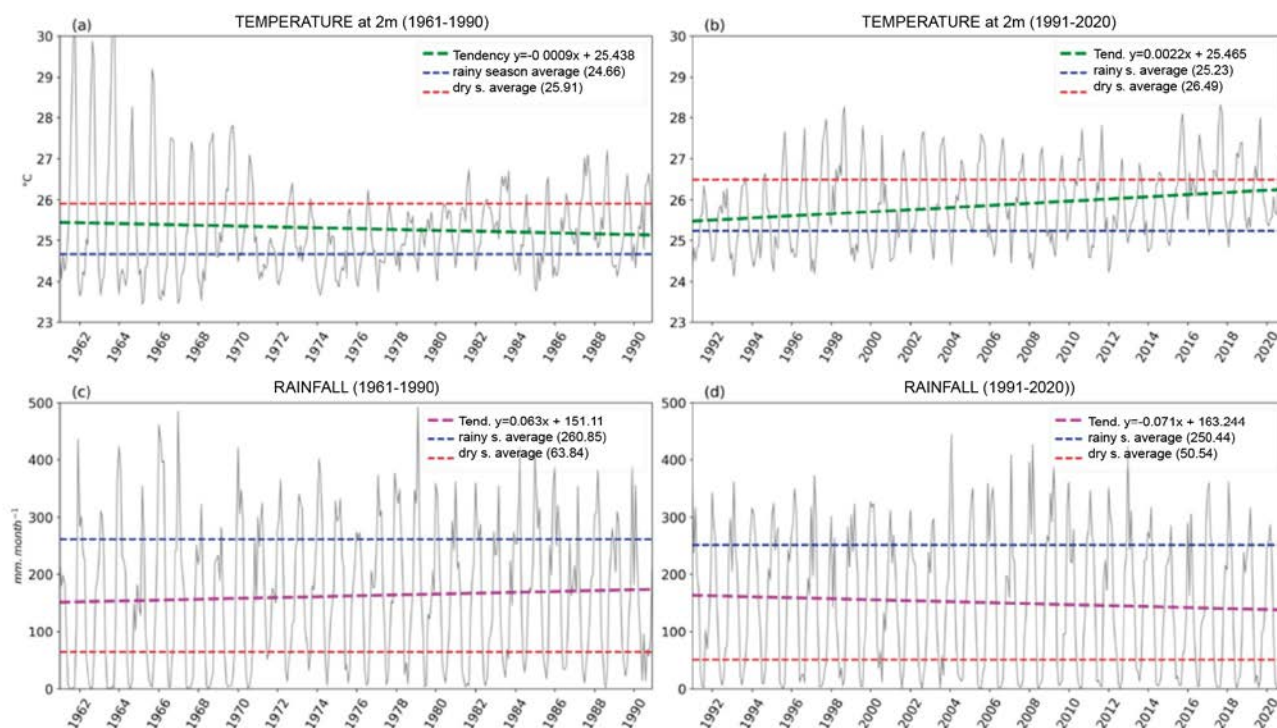 (a) TEMPERATURE at 2m (1961-1990)
30
29
28
27
26
25
24
23
°C
Tendency y=-0 0009x + 25.438
rainy season average (24.66)
dry s. average (25.91)
1962 1964 1966 1968 1970 1972 1974 1976 1978 1980 1982 1984 1986 1988 1990
(b) TEMPERATURE at 2m (1991-2020)
30
29
28
27
26
25
24
23
Tend. y=0.0022x + 25.465
rainy s. average (25.23)
dry s. average (26.49)
1992 1994 1996 1998 2000 2002 2004 2006 2008 2010 2012 2014 2016 2018 2020
(c) RAINFALL (1961-1990)
500
400
300
200
100
0
mm. month⁻¹
Tend. y=0.063x + 151.11
rainy s. average (260.85)
dry s. average (63.84)
1962 1964 1966 1968 1970 1972 1974 1976 1978 1980 1982 1984 1986 1988 1990
(d) RAINFALL (1991-2020))
500
400
300
200
100
0
Tend. y=-0.071x + 163.244
rainy s. average (250.44)
dry s. average (50.54)
1992 1994 1996 1998 2000 2002 2004 2006 2008 2010 2012 2014 2016 2018 2020